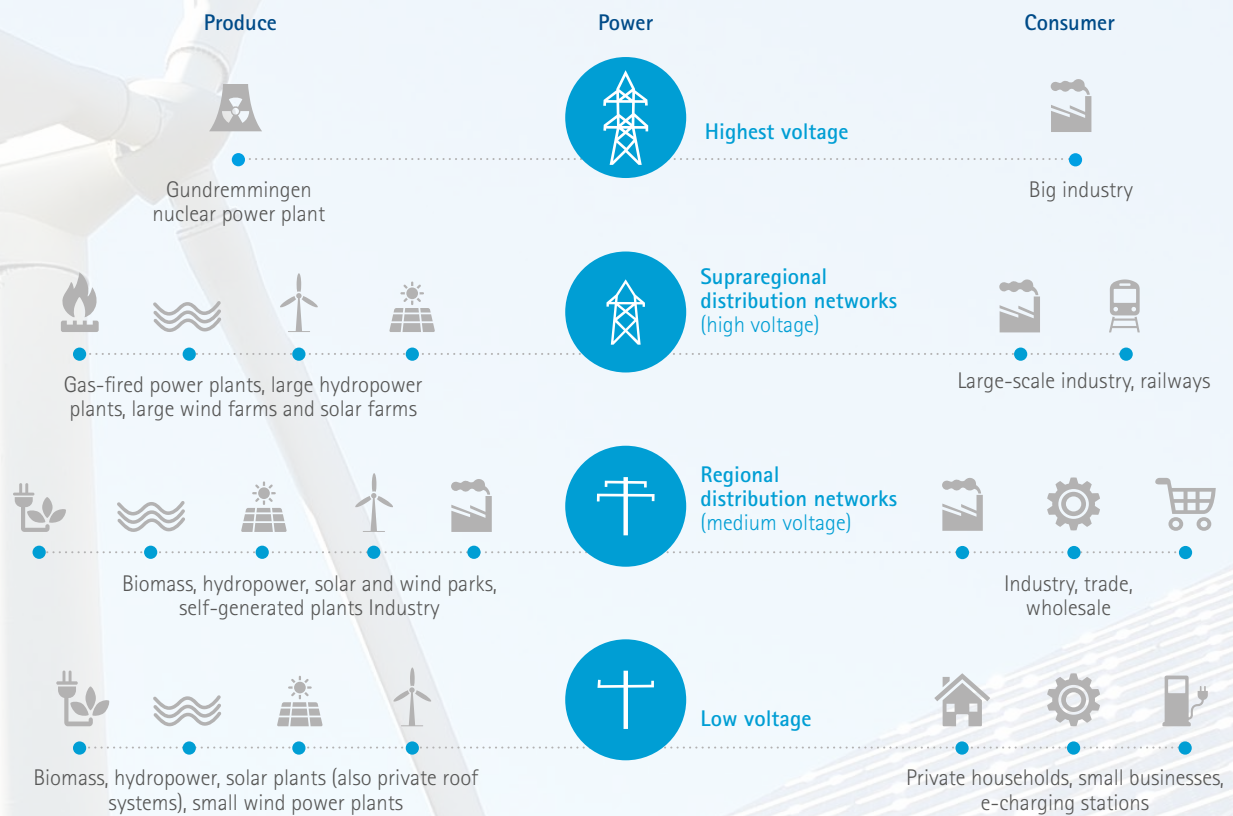 Produce
Power
Consumer
Highest voltage
Gundremmingen
nuclear power plant
Big industry
Supraregional
distribution networks
(high voltage)
Gas-fired power plants, large hydropower
plants, large wind farms and solar farms
Large-scale industry, railways
Regional
distribution networks
(medium voltage)
Biomass, hydropower, solar and wind parks,
self-generated plants Industry
Industry, trade,
wholesale
Low voltage
Biomass, hydropower, solar plants (also private roof
systems), small wind power plants
Private households, small businesses,
e-charging stations